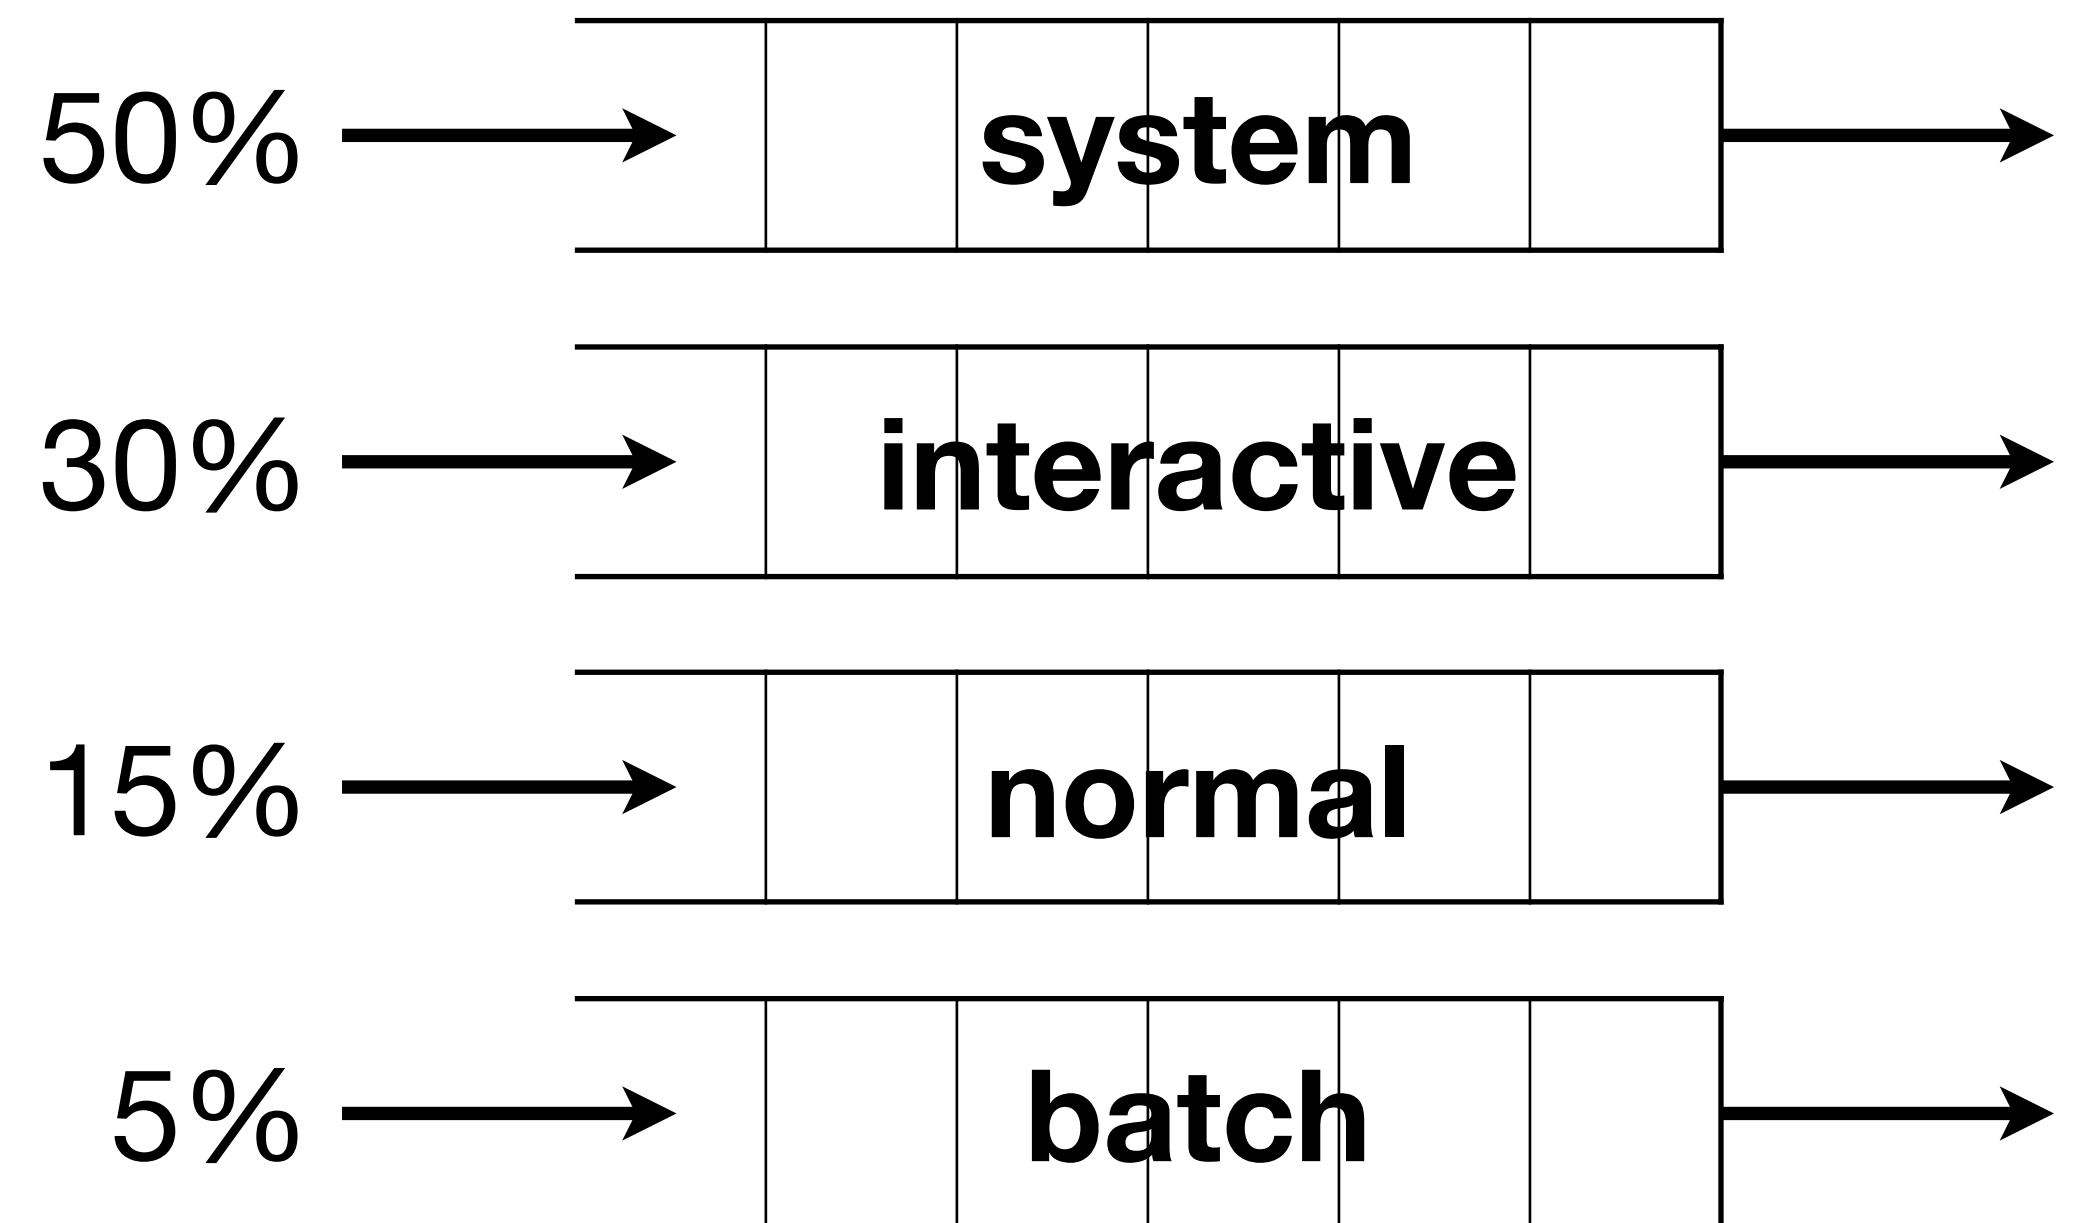 50% system
30% interactive
15% normal
5% batch